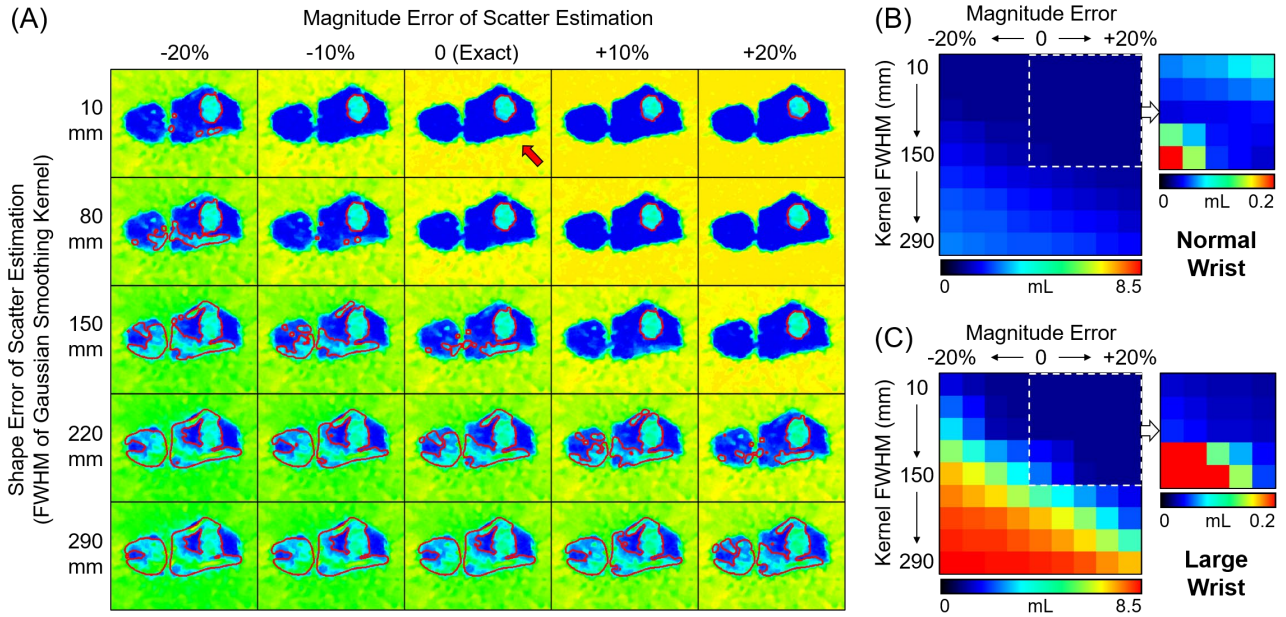 (A)
Magnitude Error of Scatter Estimation
-20%
-10%
0 (Exact)
+10%
+20%
Shape Error of Scatter Estimation
(FWHM of Gaussian Smoothing Kernel)
10
mm
80
mm
150
mm
220
mm
290
mm
(B)
Magnitude Error
-20% ← 0 → +20%
Kernel FWHM (mm)
10
150
290
0 mL 8.5
0 mL 0.2
Normal
Wrist
(C)
Magnitude Error
-20% ← 0 → +20%
Kernel FWHM (mm)
10
150
290
0 mL 8.5
0 mL 0.2
Large
Wrist